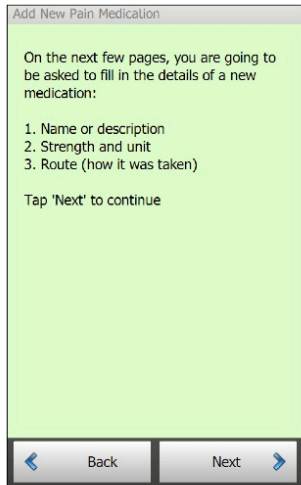 Add New Pain Medication
On the next few pages, you are going to
be asked to fill in the details of a new
medication:
1. Name or description
2. Strength and unit
3. Route (how it was taken)
Tap 'Next' to continue
Back
Next